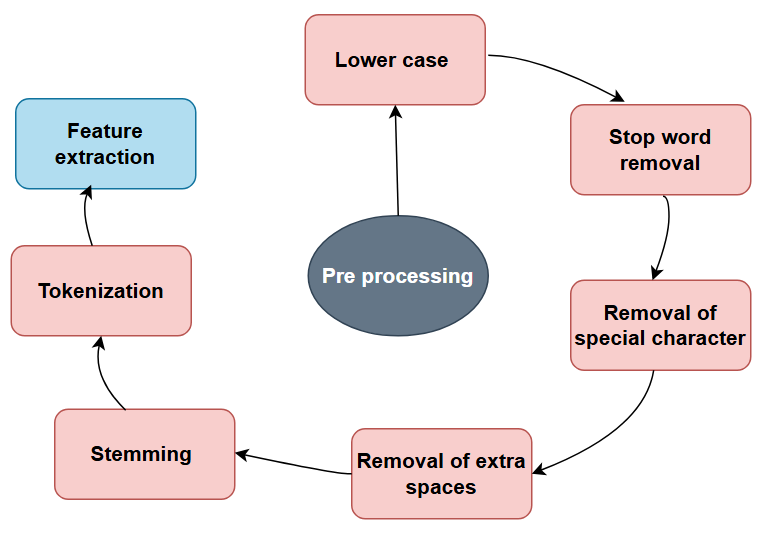 Pre processing
Lower case
Stop word
removal
Removal of
special character
Removal of extra
spaces
Stemming
Tokenization
Feature
extraction